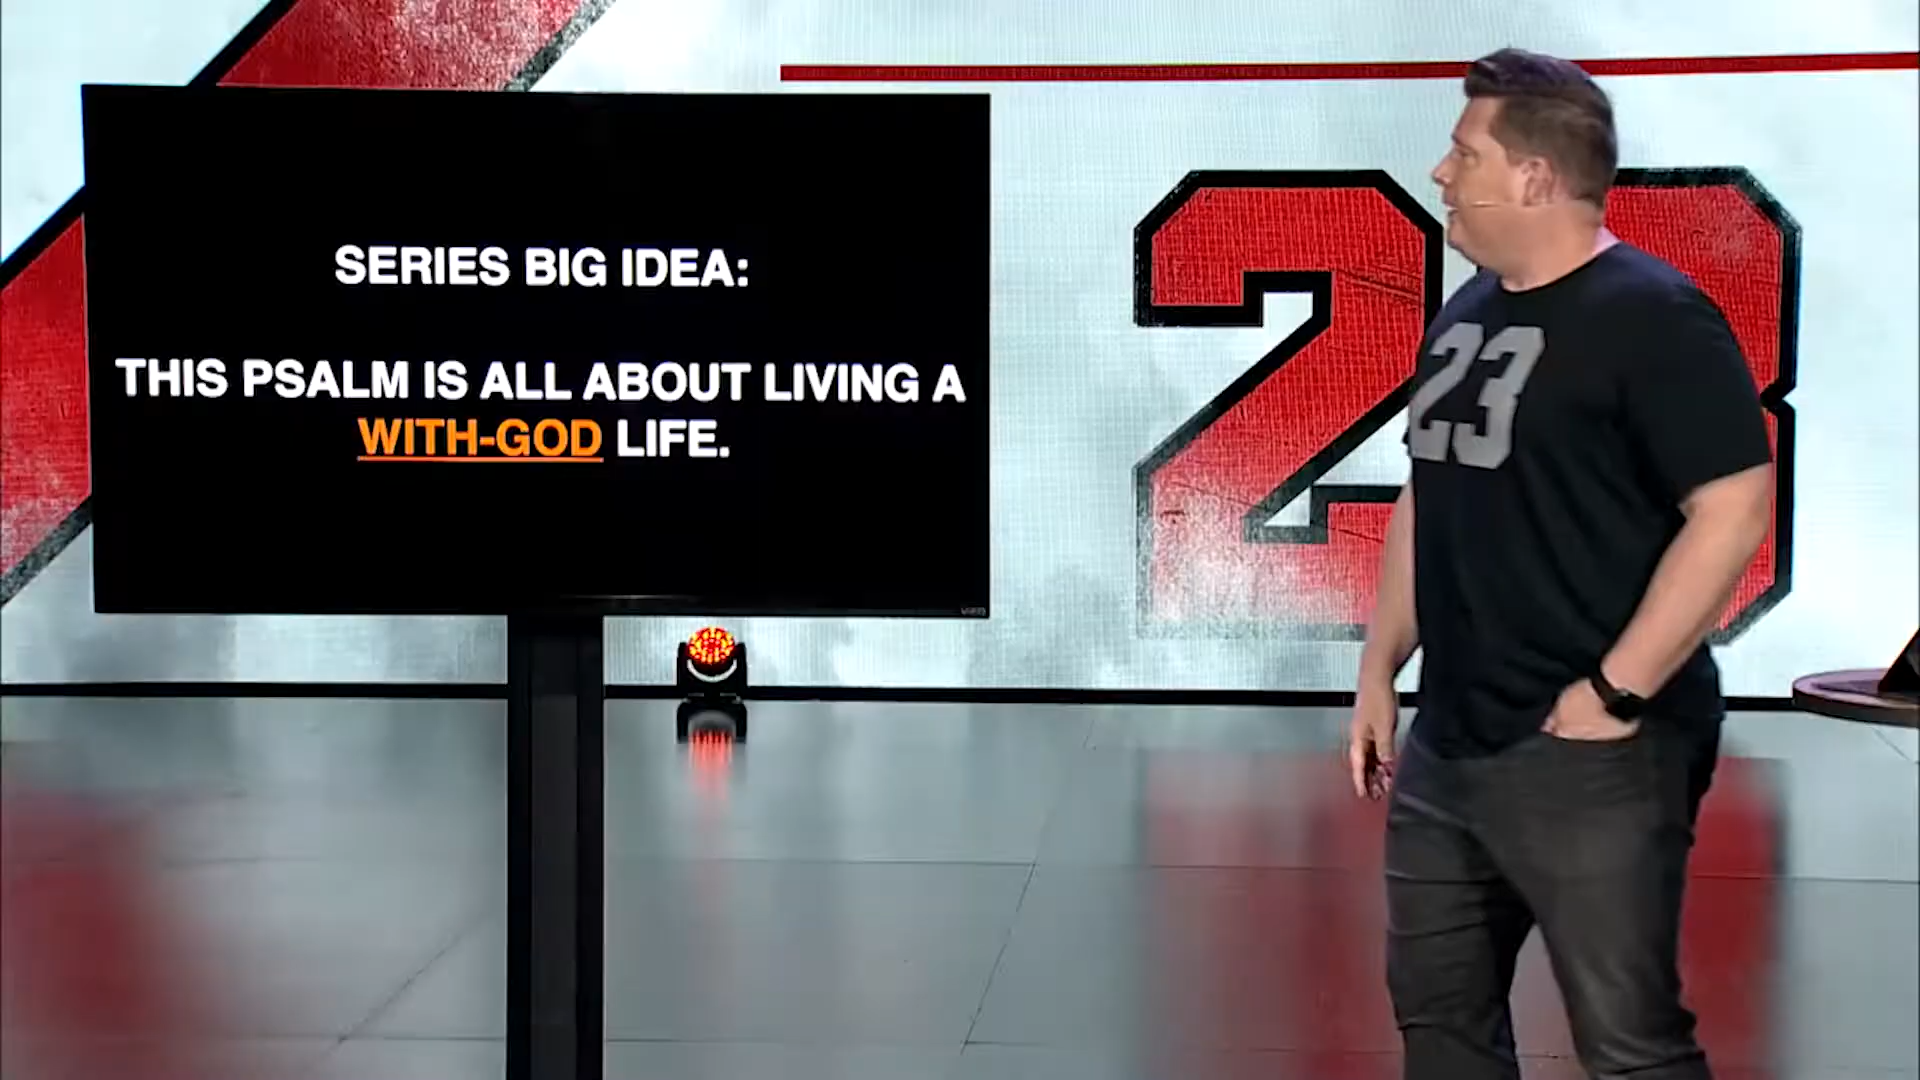 SERIES BIG IDEA:
THIS PSALM IS ALL ABOUT LIVING A
WITH-GOD LIFE.
23
23